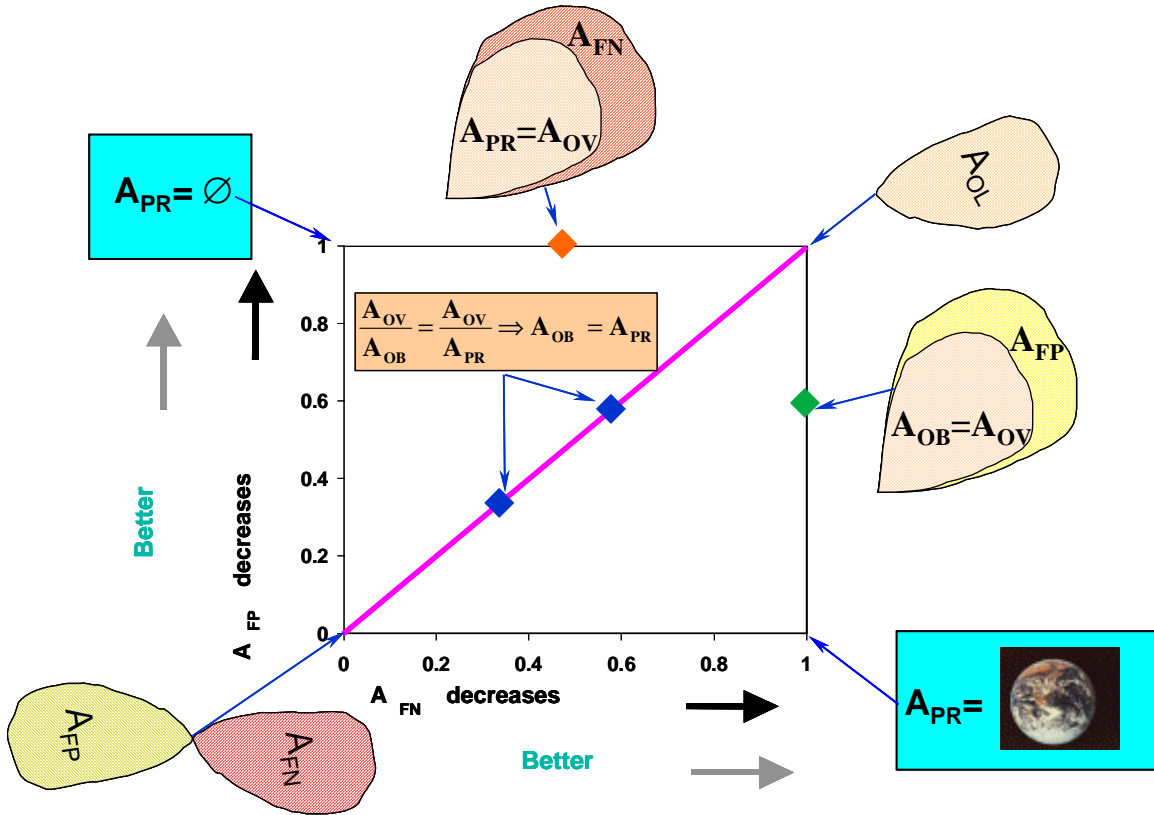 A_FN
A_PR=A_OV
A_PR= ∅
A_OL
1
0.8
0.6
0.4
0.2
0
A_OV/A_OB = A_OV/A_PR ⇒ A_OB = A_PR
A_FP
A_OB=A_OV
Better
A_FP decreases
0 0.2 0.4 0.6 0.8 1
A_FN decreases
Better
A_PR=
A_FP
A_FN